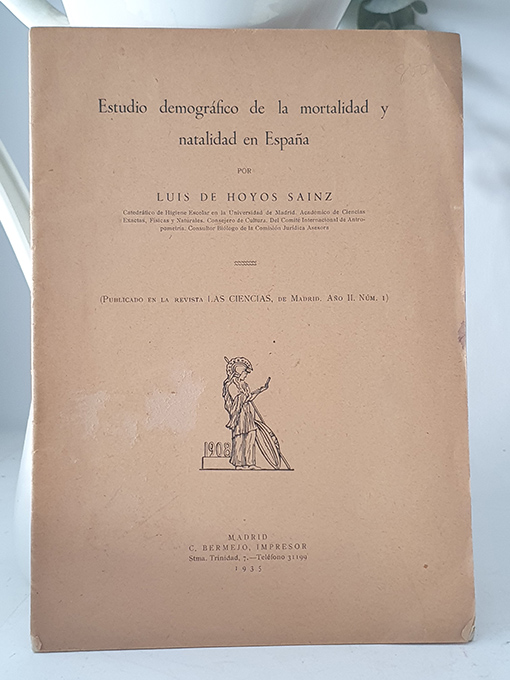 Estudio demográfico de la mortalidad y
natalidad en España
POR
LUIS DE HOYOS SAINZ
Catedrático de Higiene Escolar en la Universidad de Madrid. Académico de Ciencias
Exactas, Físicas y Naturales. Consejero de Cultura. Del Comité Internacional de Antro-
pometría. Consultor Biólogo de la Comisión Jurídica Asesora
(PUBLICADO EN LA REVISTA LAS CIENCIAS, DE MADRID. AÑO II. NÚM. 1)
1908
MADRID
C. BERMEJO, IMPRESOR
Stma. Trinidad, 7.—Teléfono 31199
1935